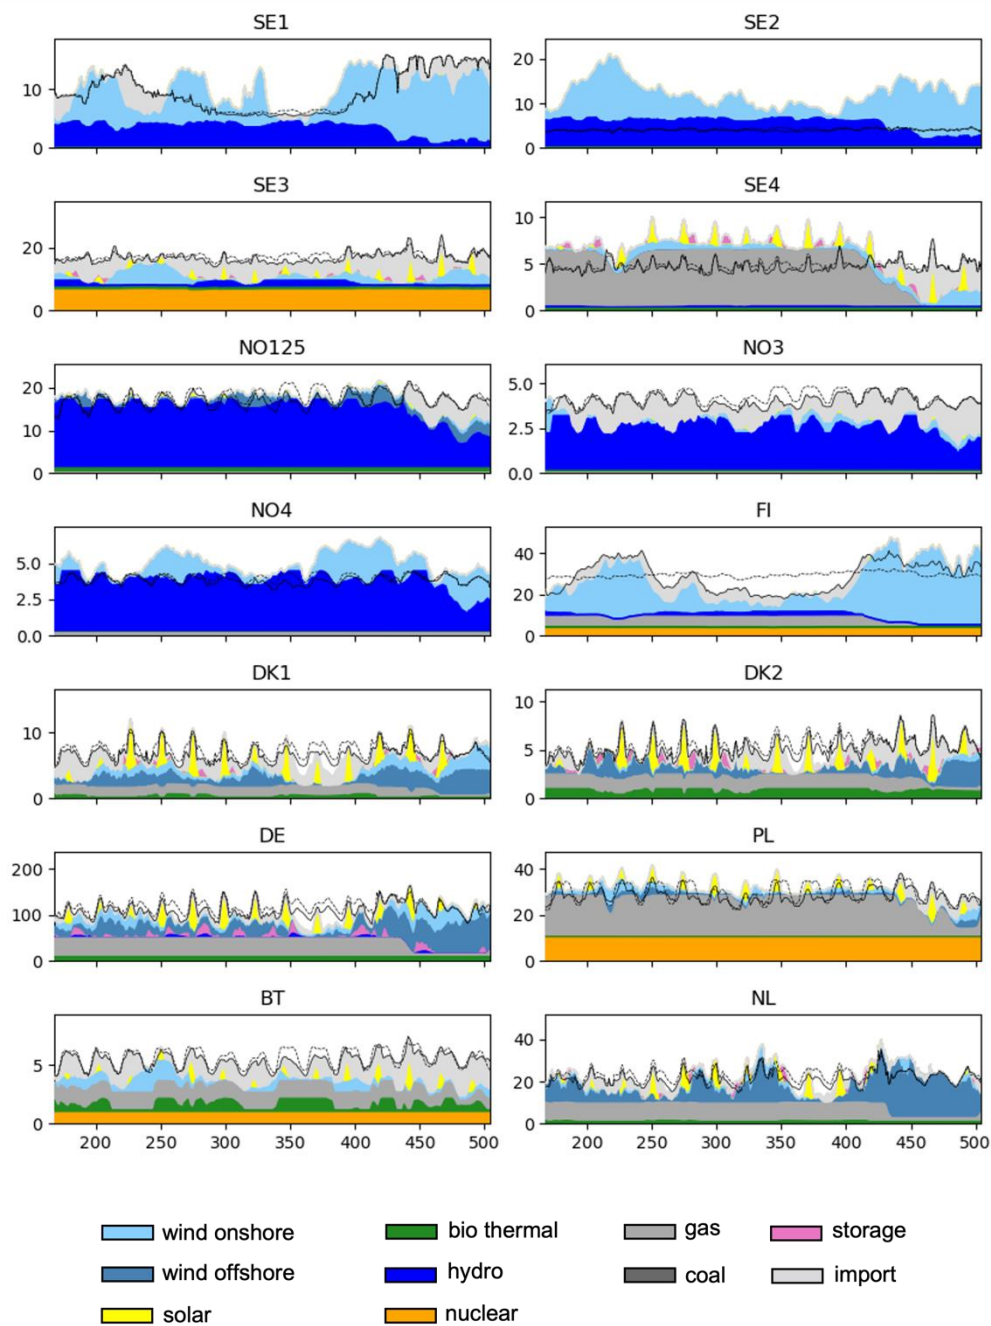 SE1
SE2
10
0
20
10
0
SE3
SE4
20
0
10
5
0
NO125
NO3
20
10
0
5.0
2.5
0.0
NO4
FI
5.0
2.5
0.0
40
20
0
DK1
DK2
10
0
10
5
0
DE
PL
200
100
0
40
20
0
BT
NL
5
0
40
20
0
200 250 300 350 400 450 500
200 250 300 350 400 450 500
wind onshore bio thermal gas storage
wind offshore hydro coal import
solar nuclear